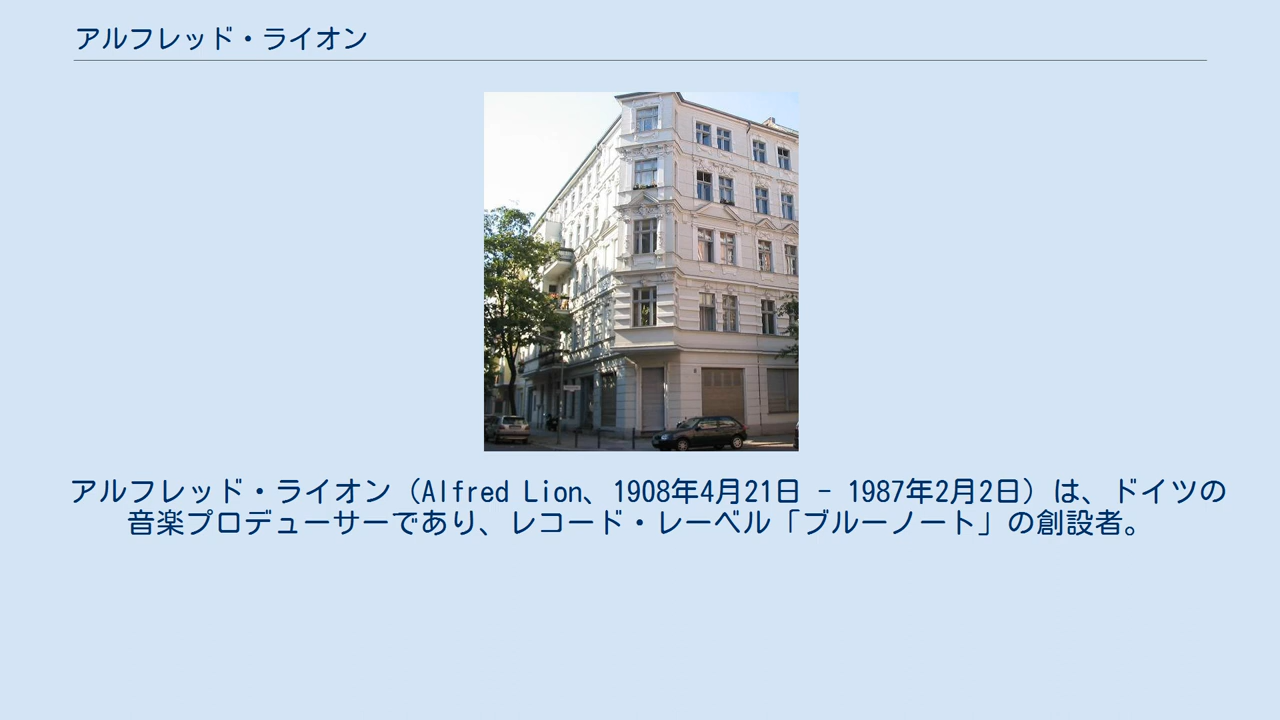 アルフレッド・ライオン
アルフレッド・ライオン（Alfred Lion、1908年4月21日 - 1987年2月2日）は、ドイツの
音楽プロデューサーであり、レコード・レーベル「ブルーノート」の創設者。